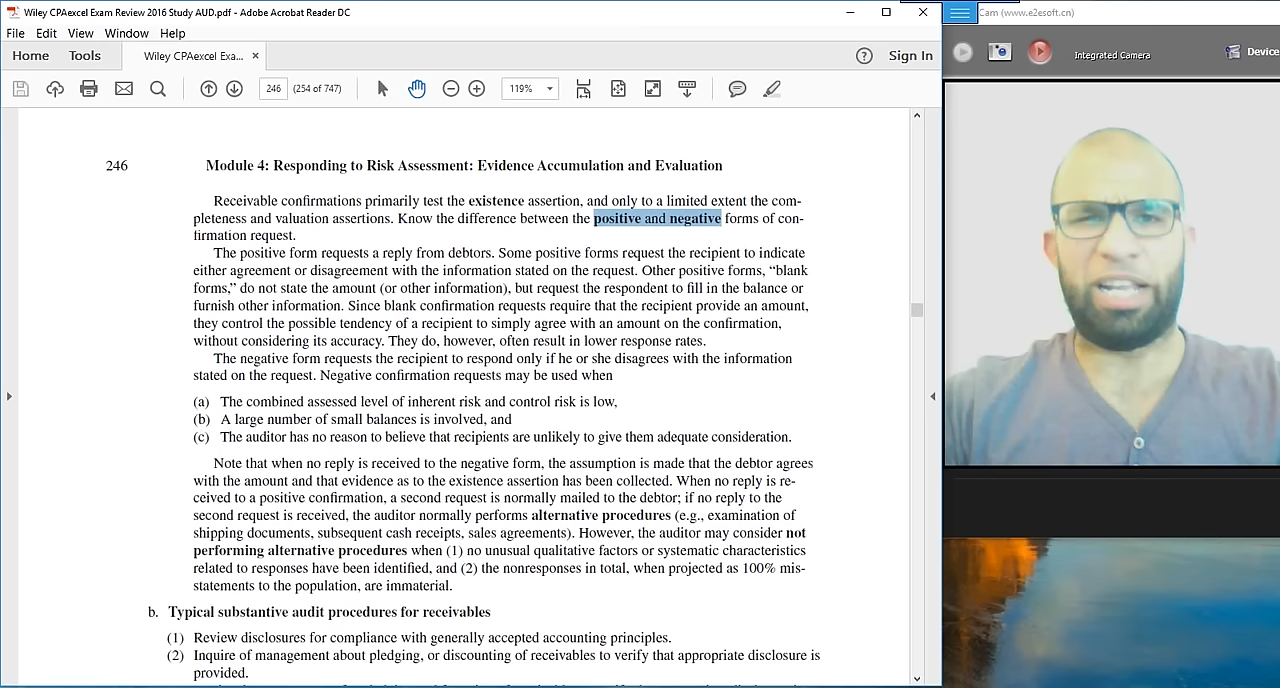 Wiley CPAexcel Exam Review 2016 Study AUD.pdf - Adobe Acrobat Reader DC
Cam (www.e2esoft.cn)
File Edit View Window Help
Home Tools Wiley CPAexcel Exa... × Sign In
Integrated Camera
Device
246 (254 of 747) 119%
246 Module 4: Responding to Risk Assessment: Evidence Accumulation and Evaluation
Receivable confirmations primarily test the existence assertion, and only to a limited extent the com-
pleteness and valuation assertions. Know the difference between the positive and negative forms of con-
firmation request.
The positive form requests a reply from debtors. Some positive forms request the recipient to indicate
either agreement or disagreement with the information stated on the request. Other positive forms, “blank
forms,” do not state the amount (or other information), but request the respondent to fill in the balance or
furnish other information. Since blank confirmation requests require that the recipient provide an amount,
they control the possible tendency of a recipient to simply agree with an amount on the confirmation,
without considering its accuracy. They do, however, often result in lower response rates.
The negative form requests the recipient to respond only if he or she disagrees with the information
stated on the request. Negative confirmation requests may be used when
(a) The combined assessed level of inherent risk and control risk is low,
(b) A large number of small balances is involved, and
(c) The auditor has no reason to believe that recipients are unlikely to give them adequate consideration.
Note that when no reply is received to the negative form, the assumption is made that the debtor agrees
with the amount and that evidence as to the existence assertion has been collected. When no reply is re-
ceived to a positive confirmation, a second request is normally mailed to the debtor; if no reply to the
second request is received, the auditor normally performs alternative procedures (e.g., examination of
shipping documents, subsequent cash receipts, sales agreements). However, the auditor may consider not
performing alternative procedures when (1) no unusual qualitative factors or systematic characteristics
related to responses have been identified, and (2) the nonresponses in total, when projected as 100% mis-
statements to the population, are immaterial.
b. Typical substantive audit procedures for receivables
(1) Review disclosures for compliance with generally accepted accounting principles.
(2) Inquire of management about pledging, or discounting of receivables to verify that appropriate disclosure is
provided.